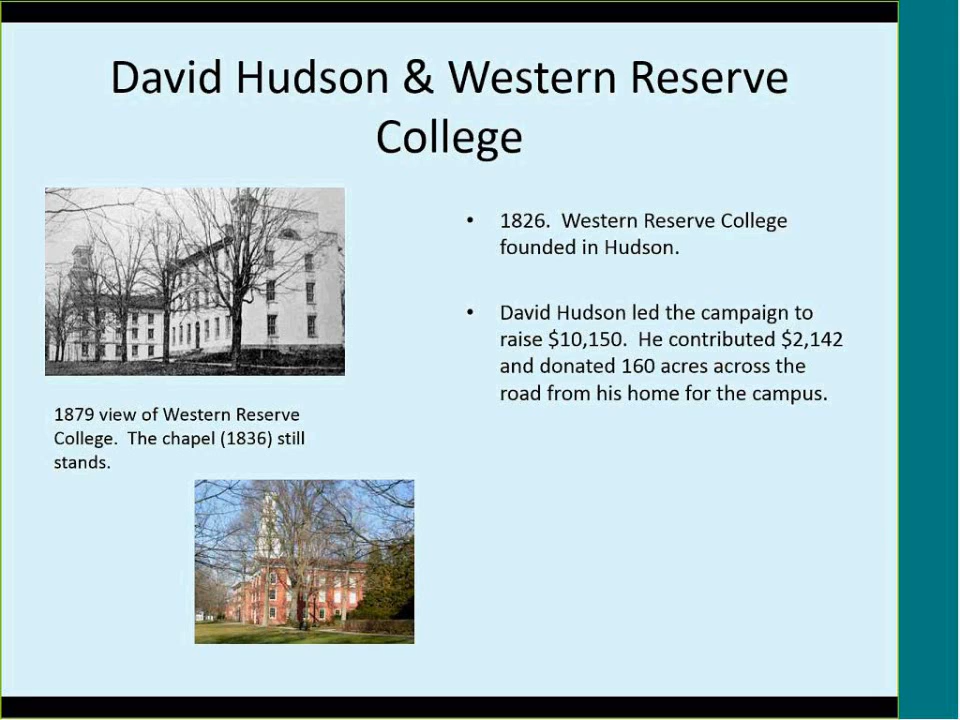 David Hudson & Western Reserve
College
1879 view of Western Reserve
College.  The chapel (1836) still
stands.
• 1826.  Western Reserve College
founded in Hudson.
• David Hudson led the campaign to
raise $10,150.  He contributed $2,142
and donated 160 acres across the
road from his home for the campus.